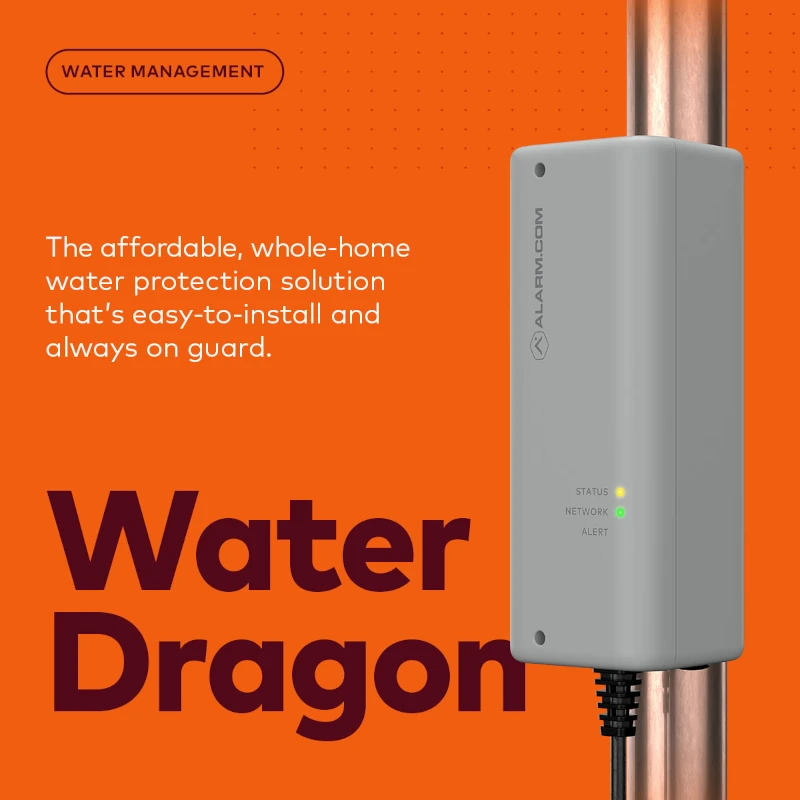 WATER MANAGEMENT
The affordable, whole-home
water protection solution
that's easy-to-install and
always on guard.
ALARM.COM
STATUS
NETWORK
ALERT
Water
Dragon